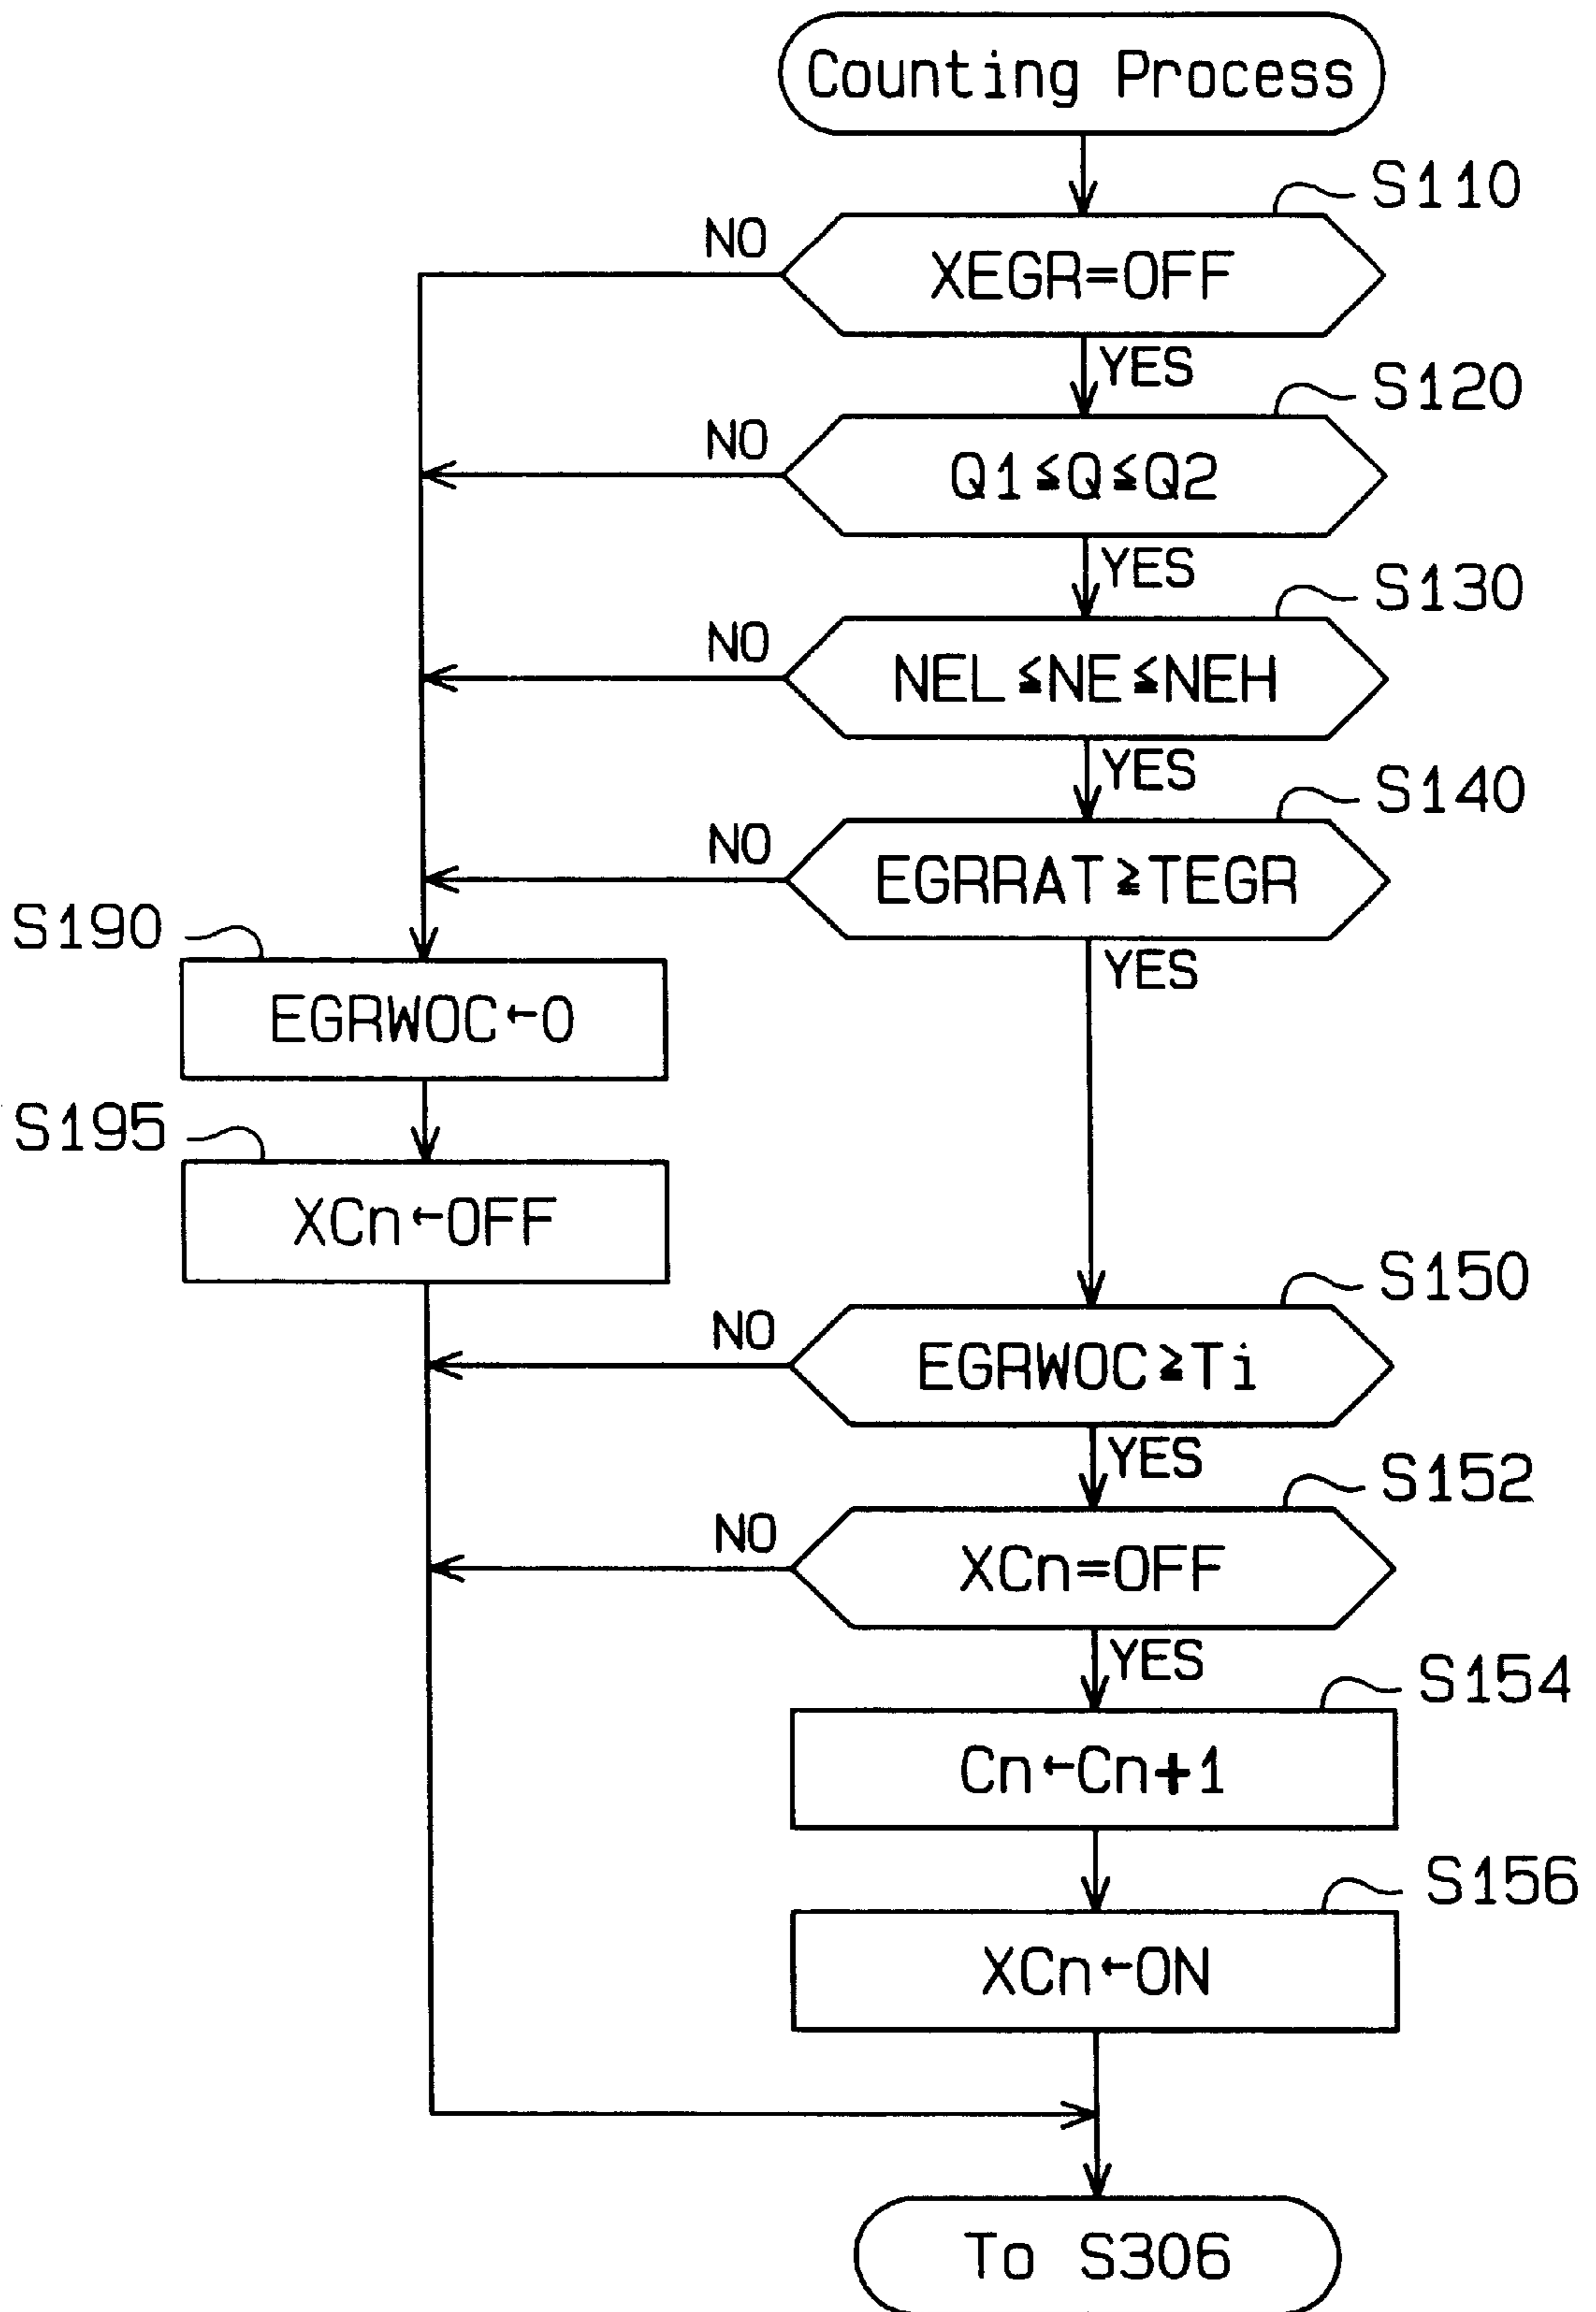 Counting Process
S110
NO
XEGR=OFF
YES
S120
NO
Q1≦Q≦Q2
YES
S130
NO
NEL≦NE≦NEH
YES
S140
NO
EGRRAT≧TEGR
YES
S190
EGRWOC←0
S195
XCn←OFF
S150
NO
EGRWOC≧Ti
YES
S152
NO
XCn=OFF
YES
S154
Cn←Cn+1
S156
XCn←ON
To S306